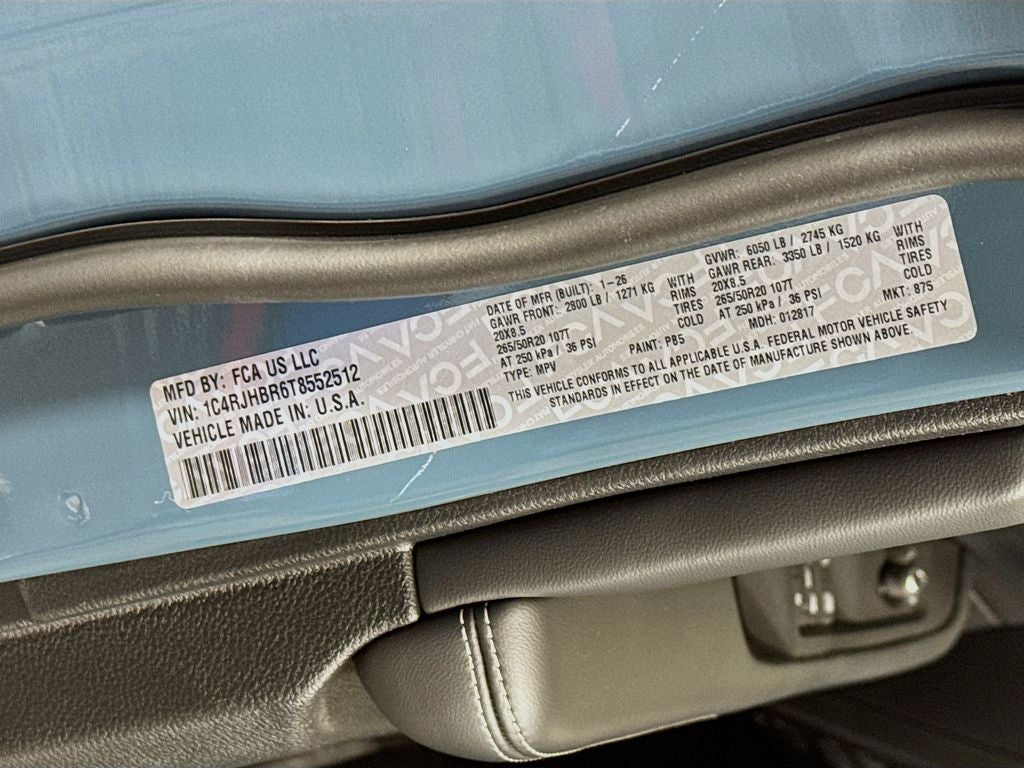 MFD BY: FCA US LLC
VIN: 1C4RJHBR6T8552512
VEHICLE MADE IN: U.S.A.
DATE OF MFR (BUILT): 1-26
GAWR FRONT: 2800 LB / 1271 KG WITH
20X8.5 RIMS
265/50R20 107T TIRES
AT 250 kPa / 36 PSI COLD
TYPE: MPV PAINT: PB5
GVWR: 6050 LB / 2745 KG
GAWR REAR: 3350 LB / 1520 KG WITH
20X8.5 RIMS
265/50R20 107T TIRES
AT 250 kPa / 36 PSI COLD
MDH: 012817 MKT: 875
THIS VEHICLE CONFORMS TO ALL APPLICABLE U.S.A. FEDERAL MOTOR VEHICLE SAFETY
STANDARDS IN EFFECT ON THE DATE OF MANUFACTURE SHOWN ABOVE.